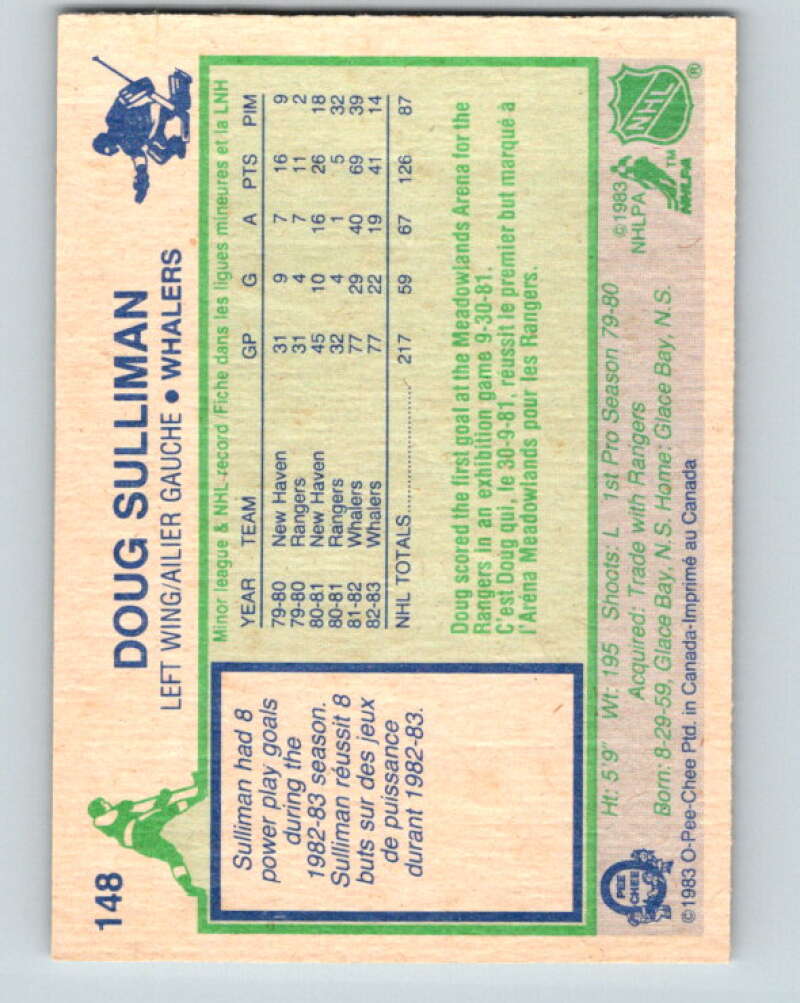 148
DOUG SULLIMAN
LEFT WING/AILIER GAUCHE • WHALERS
Sulliman had 8
power play goals
during the
1982-83 season.
Sulliman réussit 8
buts sur des jeux
de puissance
durant 1982-83.
Minor league & NHL-record/Fiche dans les ligues mineures et la LNH
YEAR TEAM GP G A PTS PIM
79-80 New Haven 31 9 7 16 9
79-80 Rangers 31 4 7 11 2
80-81 New Haven 45 10 16 26 18
80-81 Rangers 32 4 1 5 32
81-82 Whalers 77 29 40 69 39
82-83 Whalers 77 22 19 41 14
NHL TOTALS 217 59 67 126 87
Doug scored the first goal at the Meadowlands Arena for the
Rangers in an exhibition game 9-30-81.
C'est Doug qui, le 30-9-81, réussit le premier but marqué à
l'Aréna Meadowlands pour les Rangers.
Ht: 5'9" Wt: 195 Shoots: L 1st Pro Season 79-80
Acquired: Trade with Rangers
Born: 8-29-59, Glace Bay, N.S. Home: Glace Bay, N.S.
©1983 O-Pee-Chee Ptd. in Canada-Imprimé au Canada
O
PEE
CHEE
©1983
NHLPA
NHLPA
TM
NHL
®